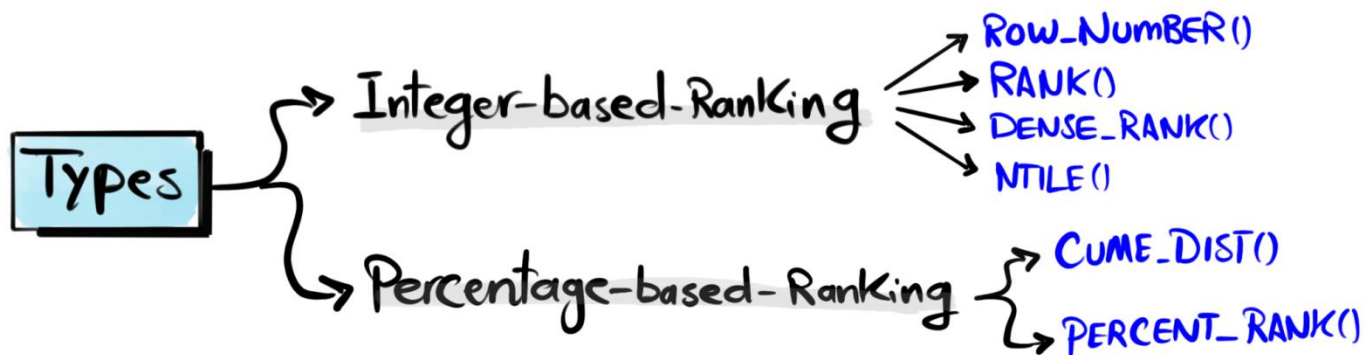 Types
Integer-based-Ranking
ROW_NUMBER()
RANK()
DENSE_RANK()
NTILE()
Percentage-based-Ranking
CUME_DIST()
PERCENT_RANK()